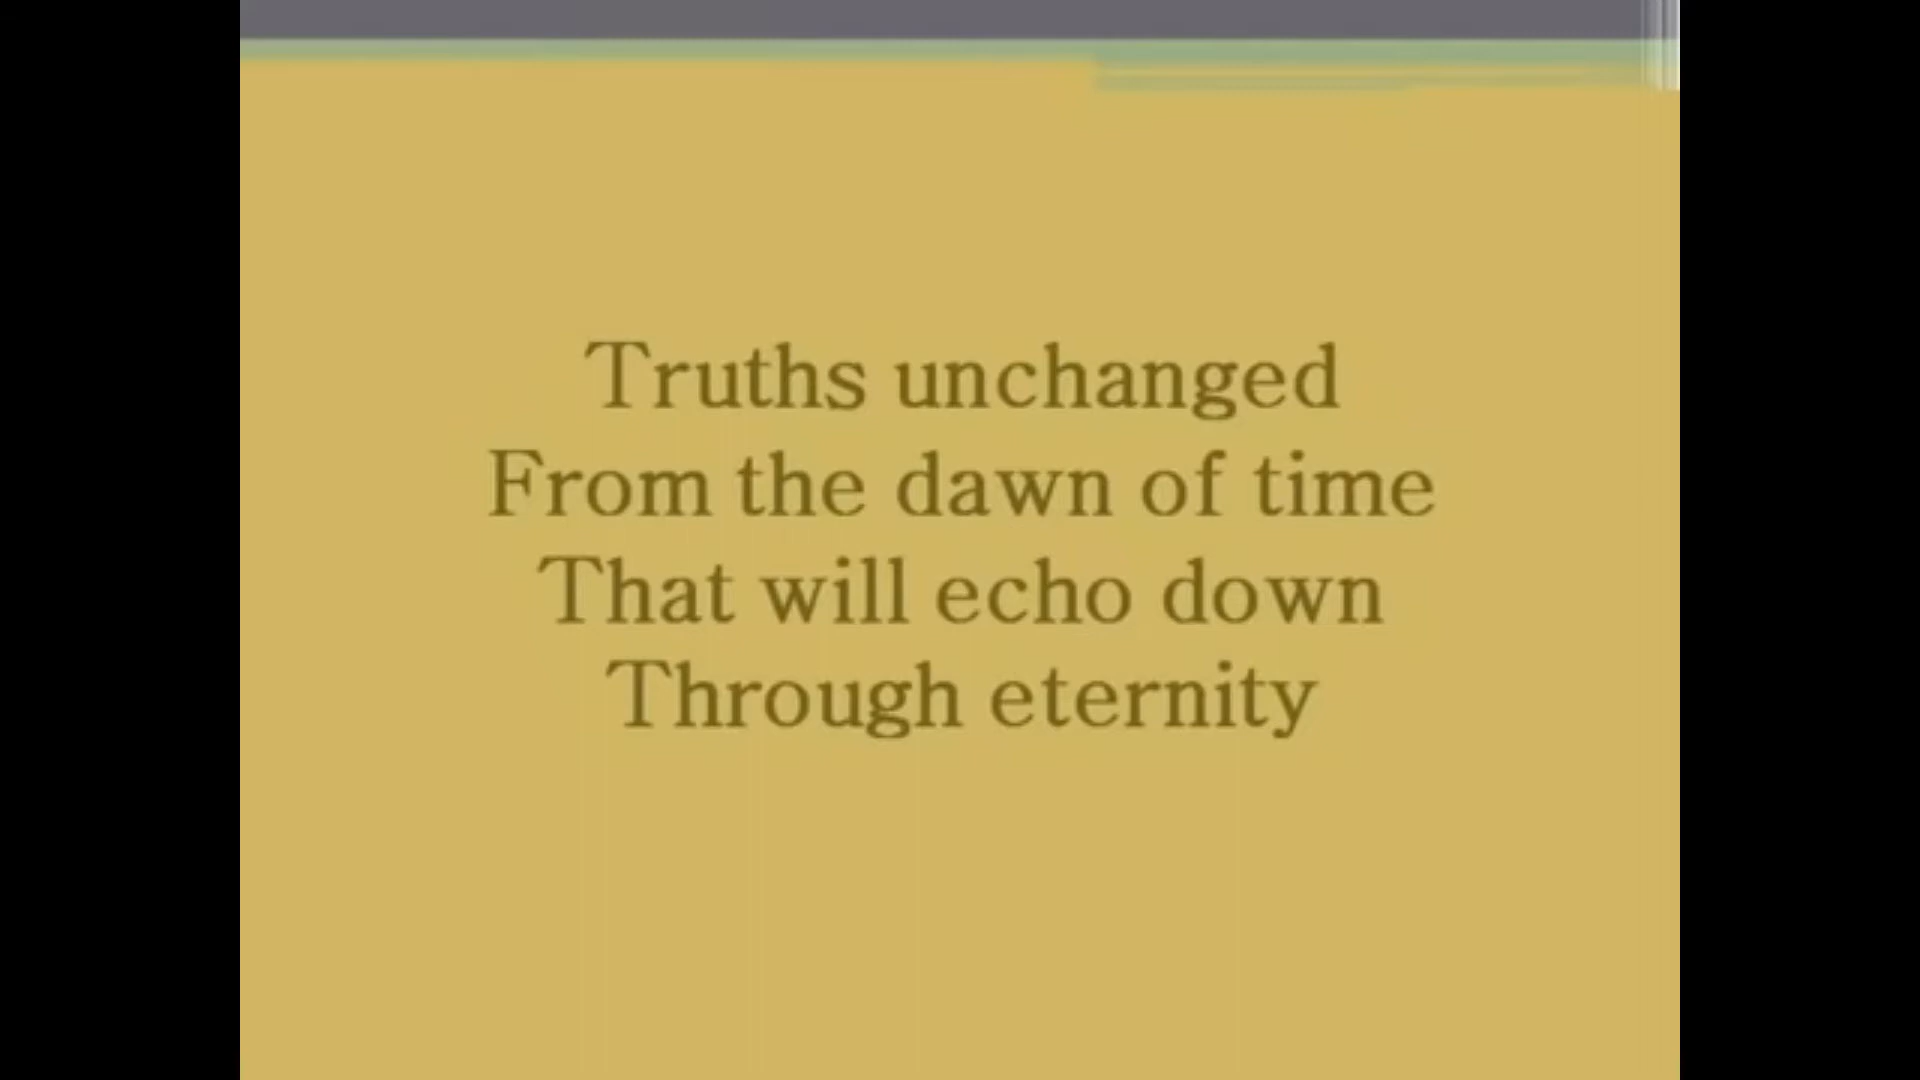 Truths unchanged
From the dawn of time
That will echo down
Through eternity